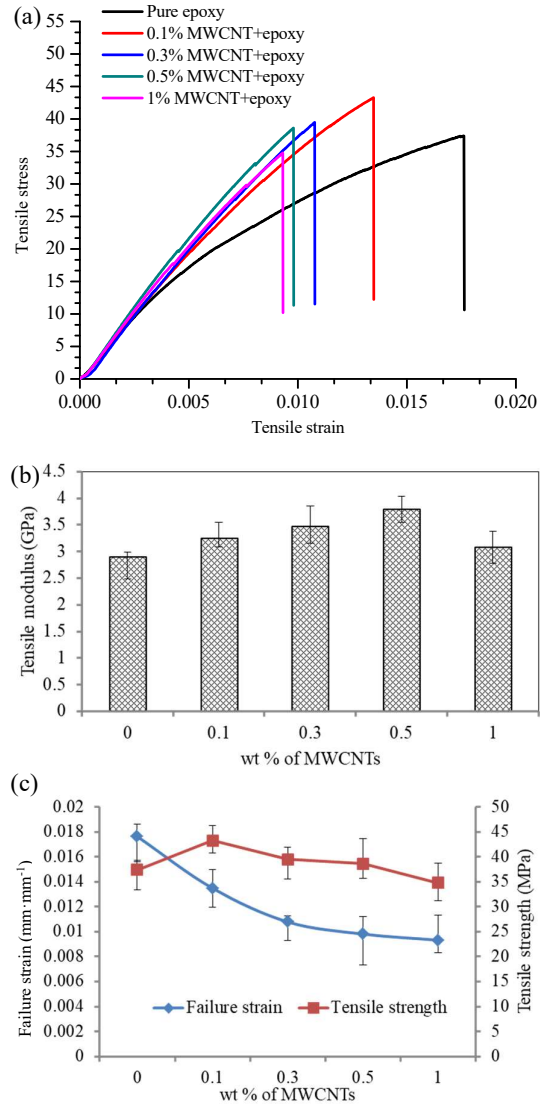 (a)
Pure epoxy
0.1% MWCNT+epoxy
0.3% MWCNT+epoxy
0.5% MWCNT+epoxy
1% MWCNT+epoxy
55
50
45
40
35
30
25
20
15
10
5
0
Tensile stress
0.000 0.005 0.010 0.015 0.020
Tensile strain
(b)
4.5
4
3.5
3
2.5
2
1.5
1
0.5
0
Tensile modulus (GPa)
0 0.1 0.3 0.5 1
wt % of MWCNTs
(c)
0.02
0.018
0.016
0.014
0.012
0.01
0.008
0.006
0.004
0.002
0
Failure strain (mm·mm⁻¹)
50
45
40
35
30
25
20
15
10
5
0
Tensile strength (MPa)
Failure strain Tensile strength
0 0.1 0.3 0.5 1
wt % of MWCNTs